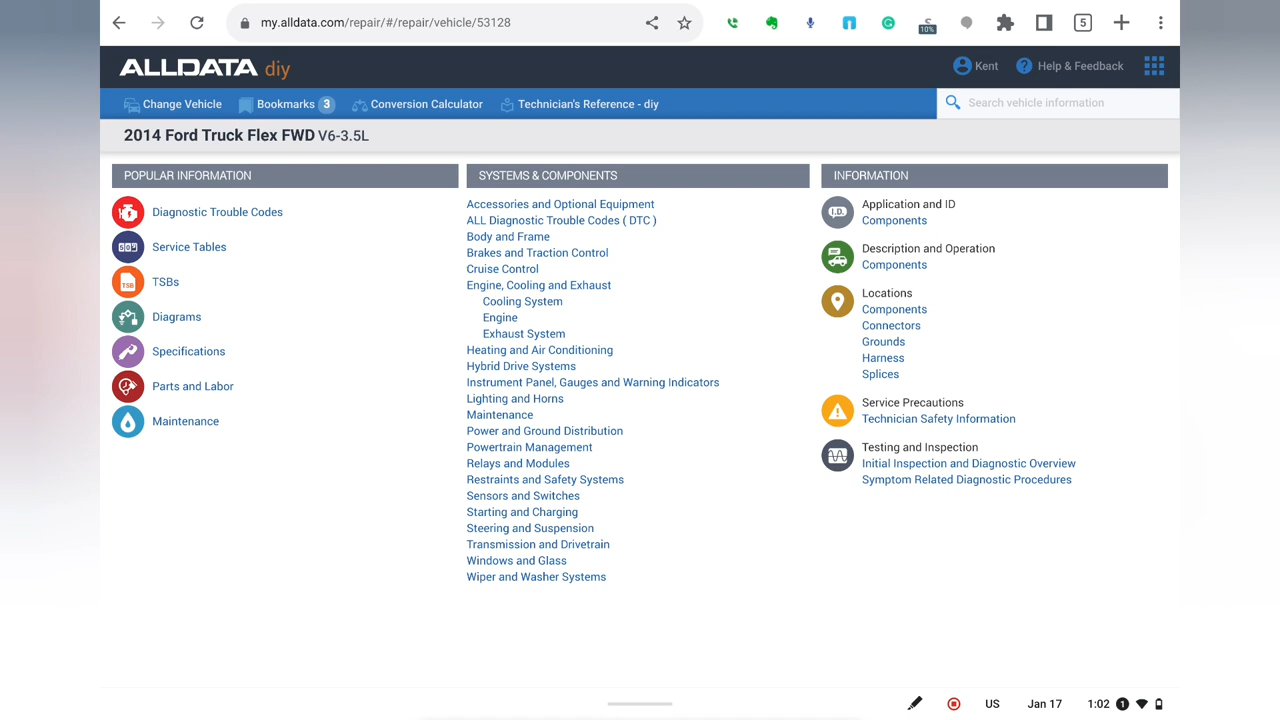 my.alldata.com/repair/#/repair/vehicle/53128
10%
5
ALLDATA diy
Kent
Help & Feedback
Change Vehicle
Bookmarks 3
Conversion Calculator
Technician's Reference - diy
Search vehicle information
2014 Ford Truck Flex FWD V6-3.5L
POPULAR INFORMATION
Diagnostic Trouble Codes
Service Tables
TSB
TSBs
Diagrams
Specifications
Parts and Labor
Maintenance
SYSTEMS & COMPONENTS
Accessories and Optional Equipment
ALL Diagnostic Trouble Codes ( DTC )
Body and Frame
Brakes and Traction Control
Cruise Control
Engine, Cooling and Exhaust
Cooling System
Engine
Exhaust System
Heating and Air Conditioning
Hybrid Drive Systems
Instrument Panel, Gauges and Warning Indicators
Lighting and Horns
Maintenance
Power and Ground Distribution
Powertrain Management
Relays and Modules
Restraints and Safety Systems
Sensors and Switches
Starting and Charging
Steering and Suspension
Transmission and Drivetrain
Windows and Glass
Wiper and Washer Systems
INFORMATION
I.D.
Application and ID
Components
Description and Operation
Components
Locations
Components
Connectors
Grounds
Harness
Splices
Service Precautions
Technician Safety Information
Testing and Inspection
Initial Inspection and Diagnostic Overview
Symptom Related Diagnostic Procedures
US
Jan 17
1:02
1